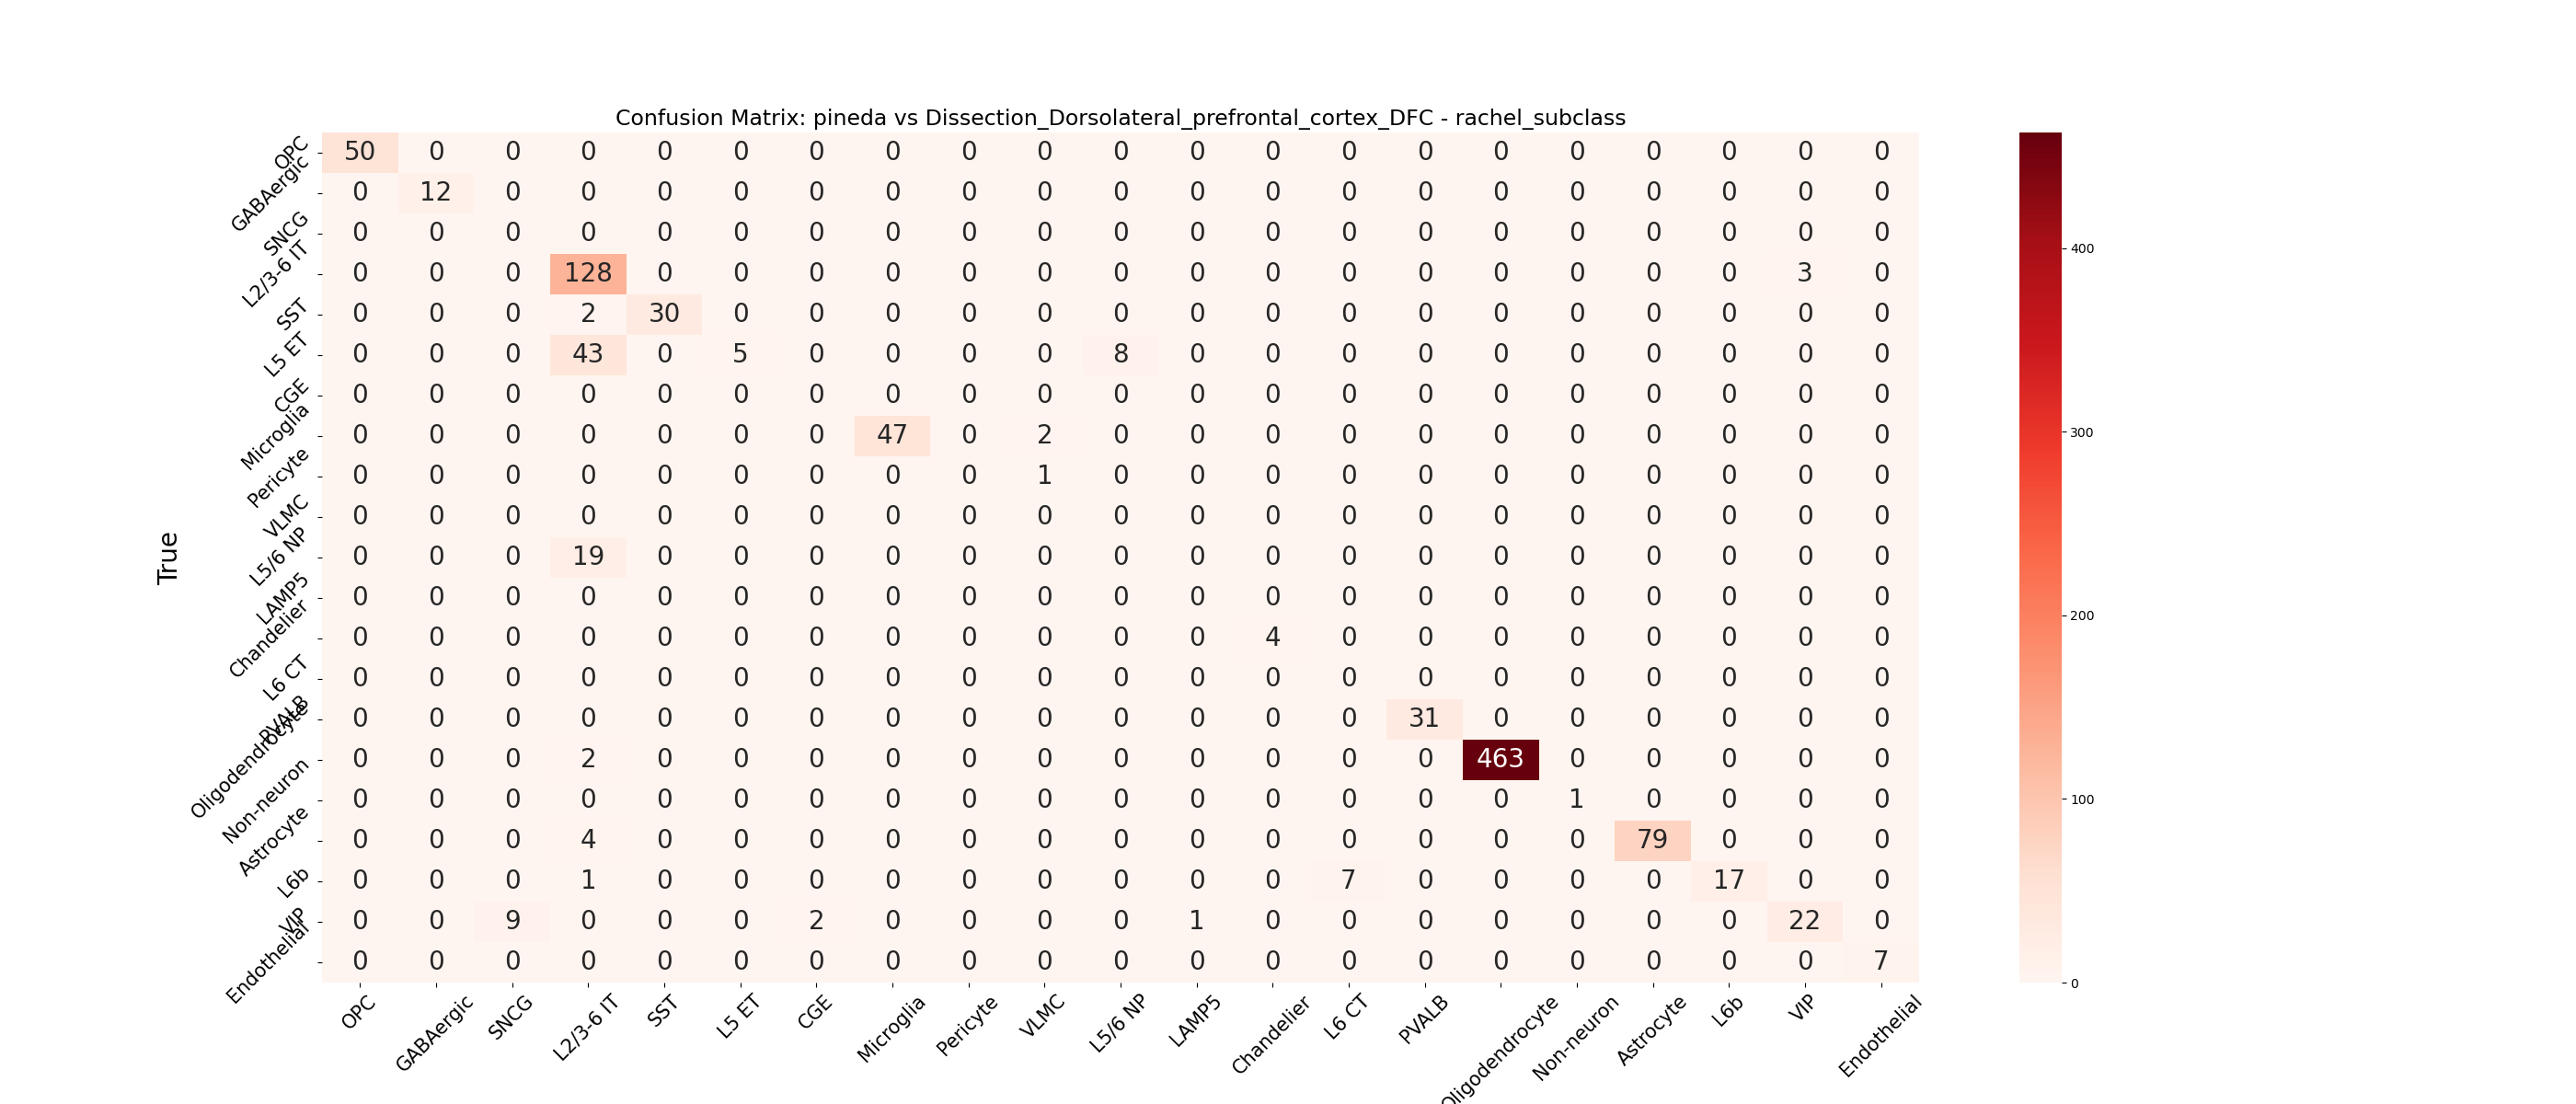 Confusion Matrix: pineda vs Dissection_Dorsolateral_prefrontal_cortex_DFC - rachel_subclass
True
OPC 50 0 0 0 0 0 0 0 0 0 0 0 0 0 0 0 0 0 0 0 0
GABAergic 0 12 0 0 0 0 0 0 0 0 0 0 0 0 0 0 0 0 0 0 0
SNCG 0 0 0 0 0 0 0 0 0 0 0 0 0 0 0 0 0 0 0 0 0
L2/3-6 IT 0 0 0 128 0 0 0 0 0 0 0 0 0 0 0 0 0 0 0 3 0
SST 0 0 0 2 30 0 0 0 0 0 0 0 0 0 0 0 0 0 0 0 0
L5 ET 0 0 0 43 0 5 0 0 0 0 8 0 0 0 0 0 0 0 0 0 0
CGE 0 0 0 0 0 0 0 0 0 0 0 0 0 0 0 0 0 0 0 0 0
Microglia 0 0 0 0 0 0 0 47 0 2 0 0 0 0 0 0 0 0 0 0 0
Pericyte 0 0 0 0 0 0 0 0 0 1 0 0 0 0 0 0 0 0 0 0 0
VLMC 0 0 0 0 0 0 0 0 0 0 0 0 0 0 0 0 0 0 0 0 0
L5/6 NP 0 0 0 19 0 0 0 0 0 0 0 0 0 0 0 0 0 0 0 0 0
LAMP5 0 0 0 0 0 0 0 0 0 0 0 0 0 0 0 0 0 0 0 0 0
Chandelier 0 0 0 0 0 0 0 0 0 0 0 0 4 0 0 0 0 0 0 0 0
L6 CT 0 0 0 0 0 0 0 0 0 0 0 0 0 0 0 0 0 0 0 0 0
PVALB 0 0 0 0 0 0 0 0 0 0 0 0 0 0 31 0 0 0 0 0 0
Oligodendrocyte 0 0 0 2 0 0 0 0 0 0 0 0 0 0 0 463 0 0 0 0 0
Non-neuron 0 0 0 0 0 0 0 0 0 0 0 0 0 0 0 0 1 0 0 0 0
Astrocyte 0 0 0 4 0 0 0 0 0 0 0 0 0 0 0 0 0 79 0 0 0
L6b 0 0 0 1 0 0 0 0 0 0 0 0 0 7 0 0 0 0 17 0 0
VIP 0 0 9 0 0 0 2 0 0 0 0 1 0 0 0 0 0 0 0 22 0
Endothelial 0 0 0 0 0 0 0 0 0 0 0 0 0 0 0 0 0 0 0 0 7
OPC GABAergic SNCG L2/3-6 IT SST L5 ET CGE Microglia Pericyte VLMC L5/6 NP LAMP5 Chandelier L6 CT PVALB Oligodendrocyte Non-neuron Astrocyte L6b VIP Endothelial
400
300
200
100
0